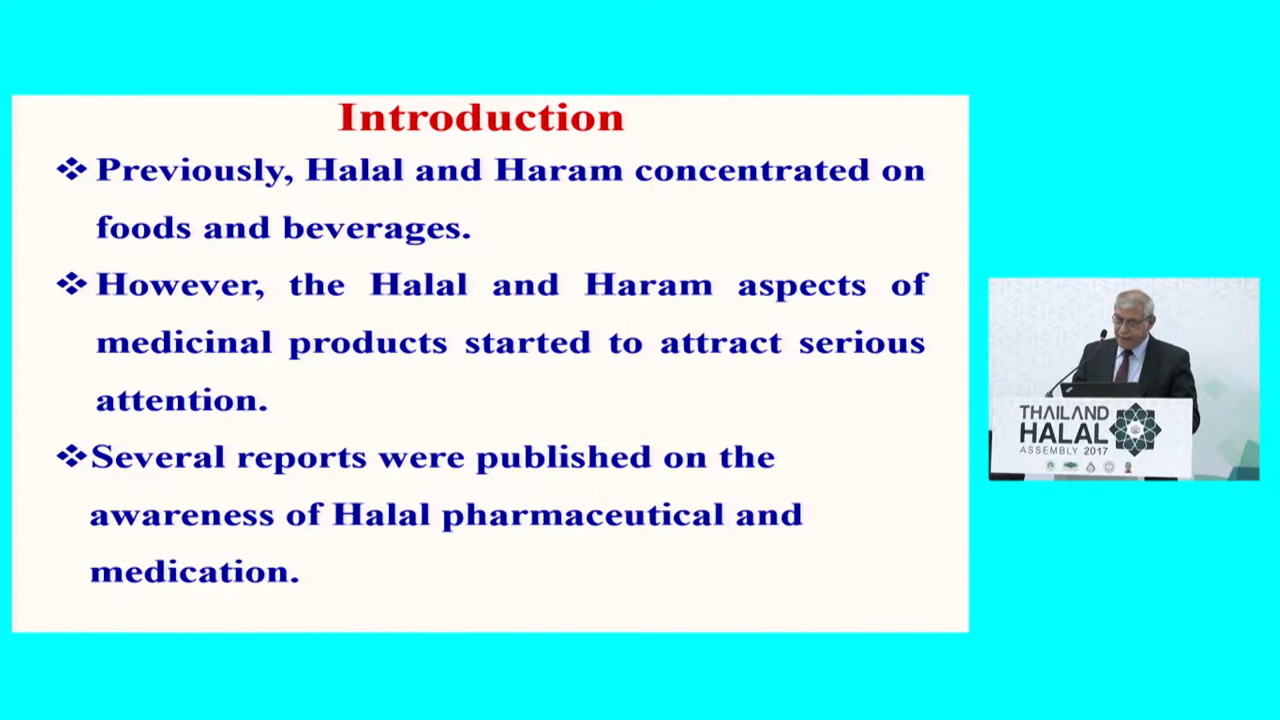 Introduction
❖ Previously, Halal and Haram concentrated on
foods and beverages.
❖ However, the Halal and Haram aspects of
medicinal products started to attract serious
attention.
❖ Several reports were published on the
awareness of Halal pharmaceutical and
medication.
THAILAND
HALAL
ASSEMBLY 2017